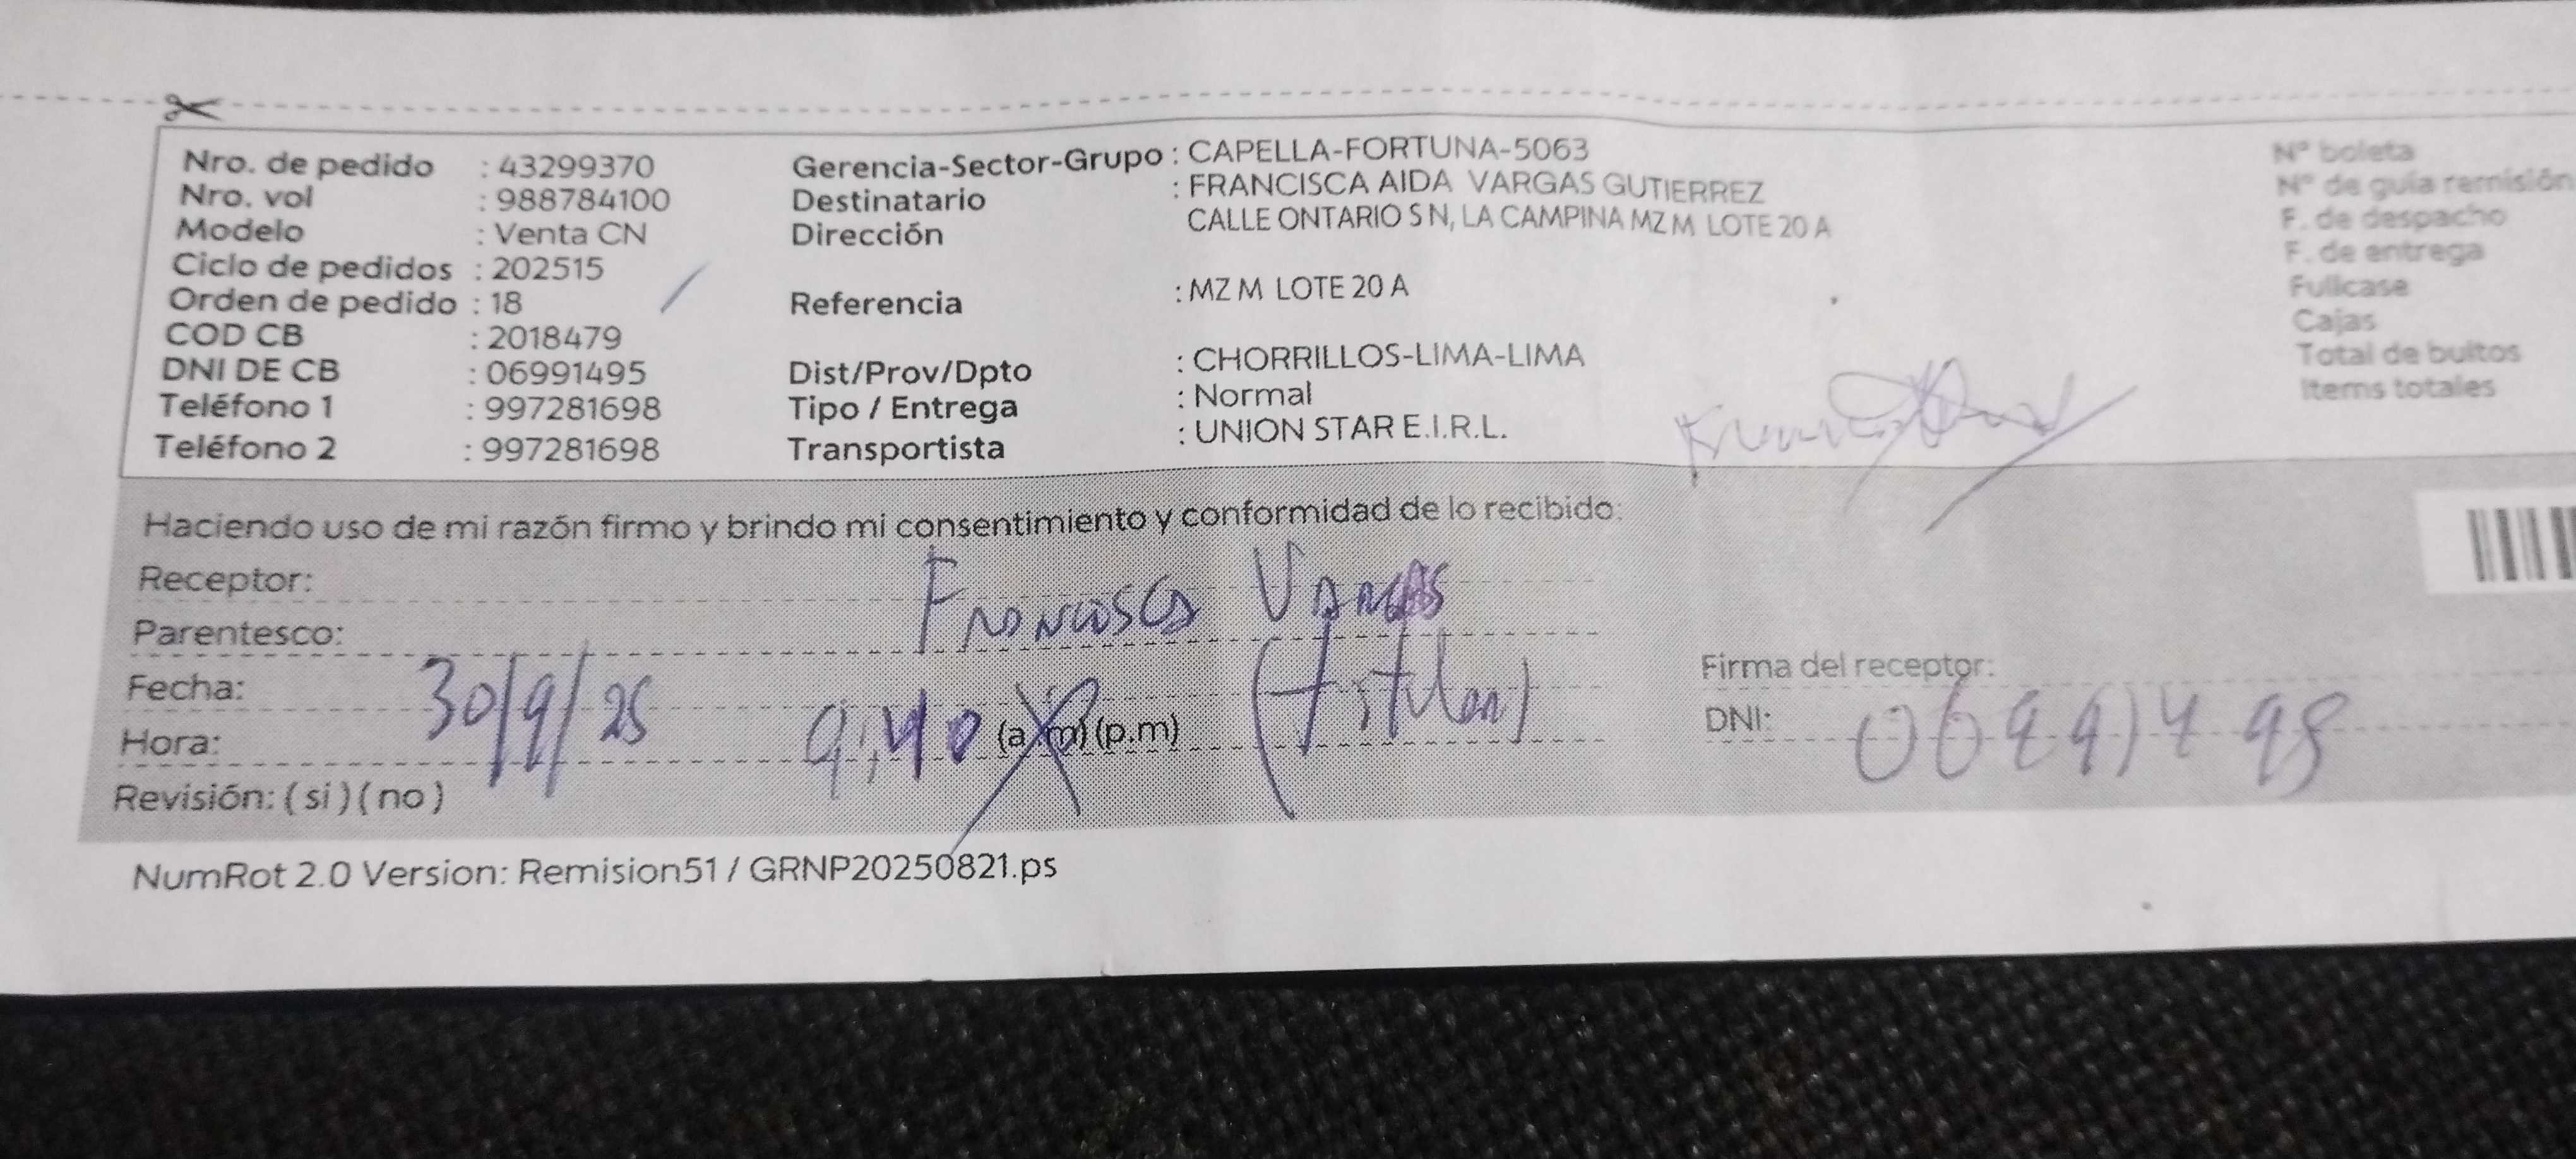 Nro. de pedido : 43299370
Nro. vol : 988784100
Modelo : Venta CN
Ciclo de pedidos : 202515
Orden de pedido : 18
COD CB : 2018479
DNI DE CB : 06991495
Teléfono 1 : 997281698
Teléfono 2 : 997281698
Gerencia-Sector-Grupo : CAPELLA-FORTUNA-5063
Destinatario : FRANCISCA AIDA VARGAS GUTIERREZ
Dirección CALLE ONTARIO S N, LA CAMPINA MZ M LOTE 20 A
Referencia : MZ M LOTE 20 A
Dist/Prov/Dpto : CHORRILLOS-LIMA-LIMA
Tipo / Entrega : Normal
Transportista : UNION STAR E.I.R.L.
Nº boleta
Nº de guía remisión
F. de despacho
F. de entrega
Fullcase
Cajas
Total de bultos
Items totales
Haciendo uso de mi razón firmo y brindo mi consentimiento y conformidad de lo recibido:
Receptor: Francisca Vargas
Parentesco: (titular)
Fecha: 30/9/25
Hora: 9:40 (a.m) (p.m)
Revisión: ( si ) ( no )
Firma del receptor:
DNI: 06991495
NumRot 2.0 Version: Remision51 / GRNP20250821.ps